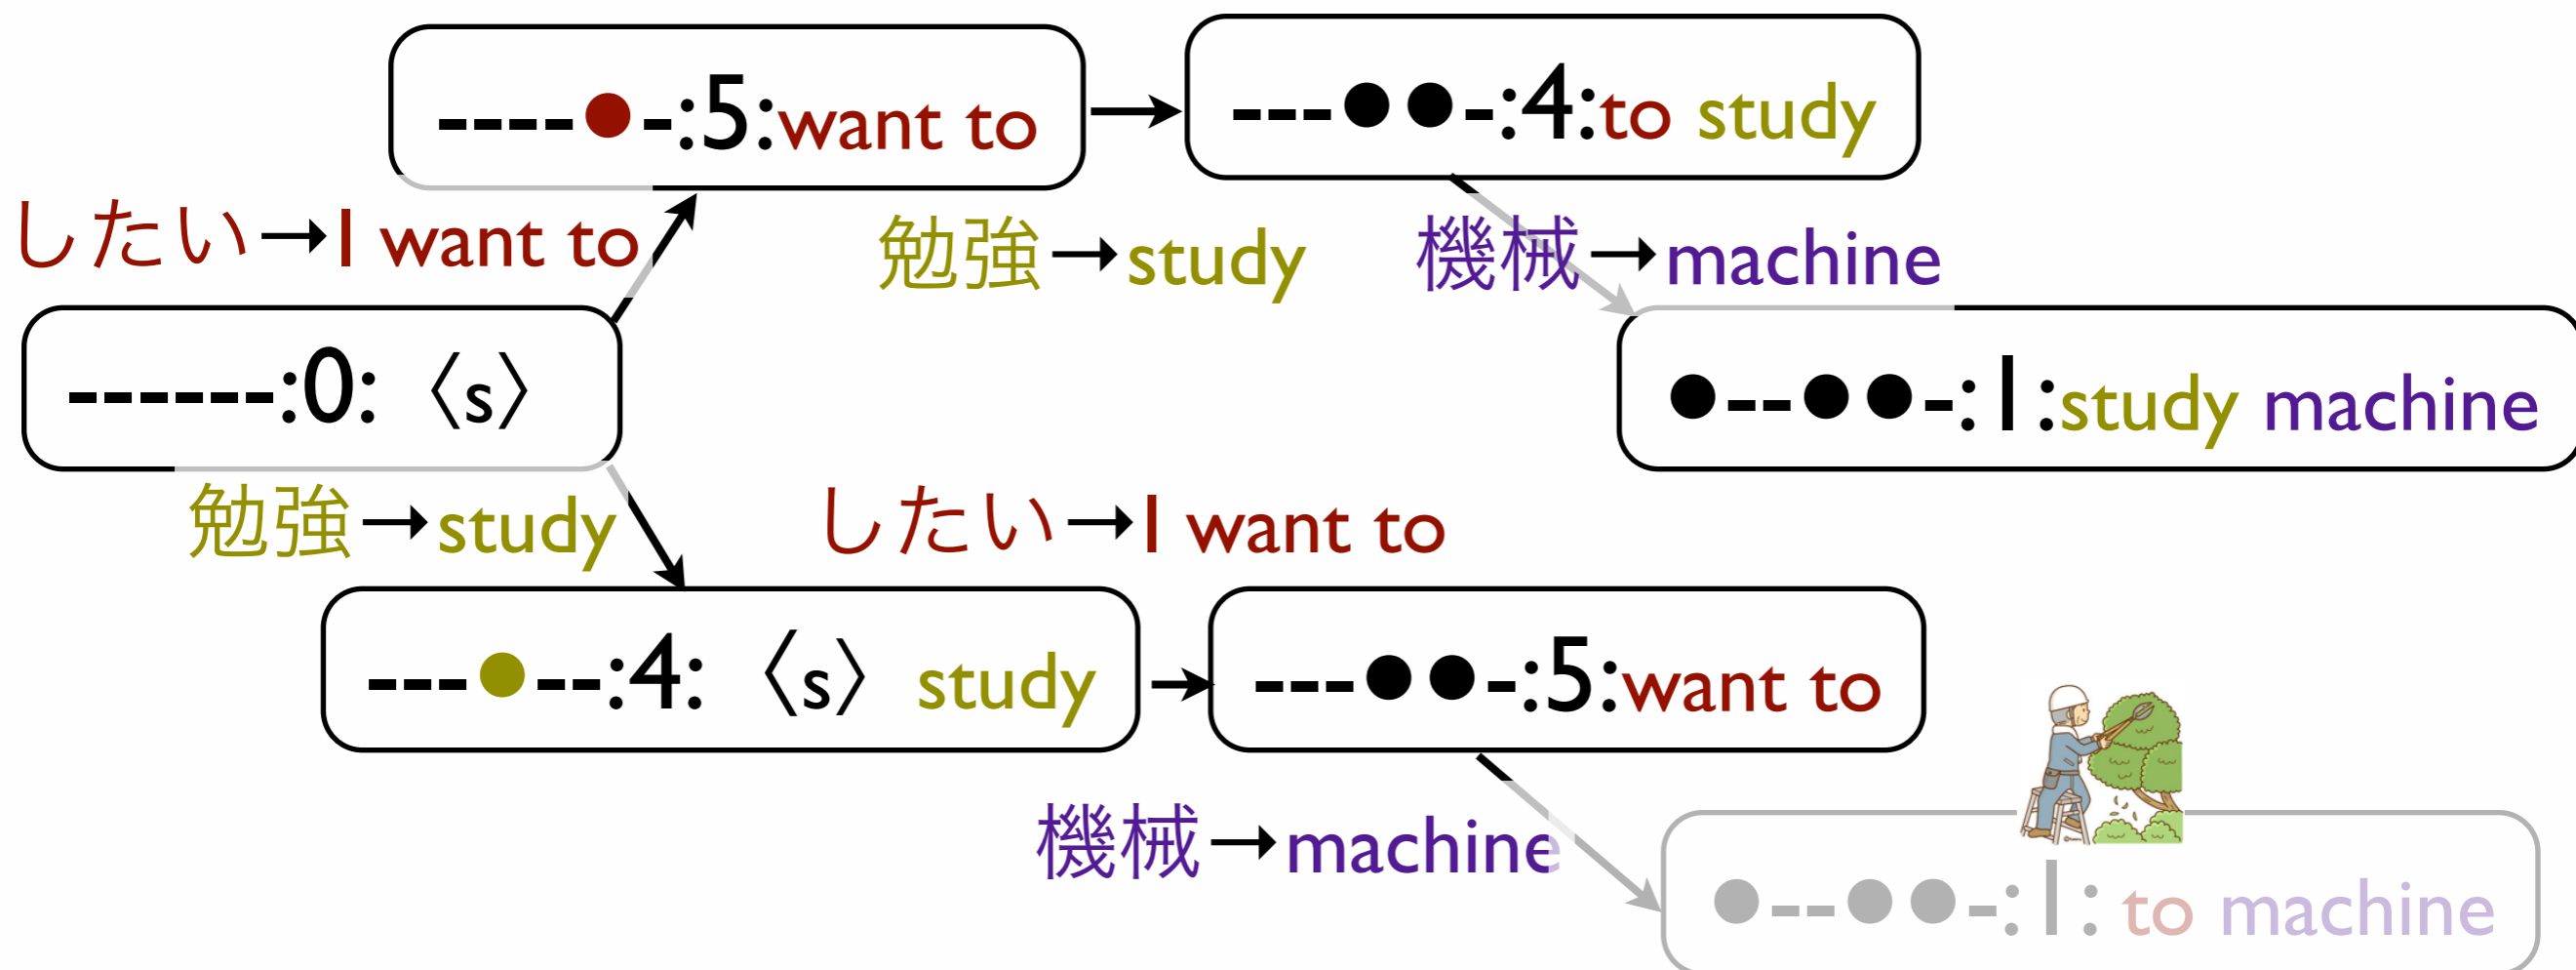 ----●-:5:want to
---●●-:4:to study
したい→I want to
勉強→study
機械→machine
------:0: 〈s〉
●--●●-:1:study machine
勉強→study
したい→I want to
---●--:4: 〈s〉 study
---●●-:5:want to
機械→machine
●--●●-:1: to machine